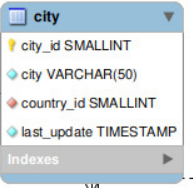 city
city_id SMALLINT
city VARCHAR(50)
country_id SMALLINT
last_update TIMESTAMP
Indexes